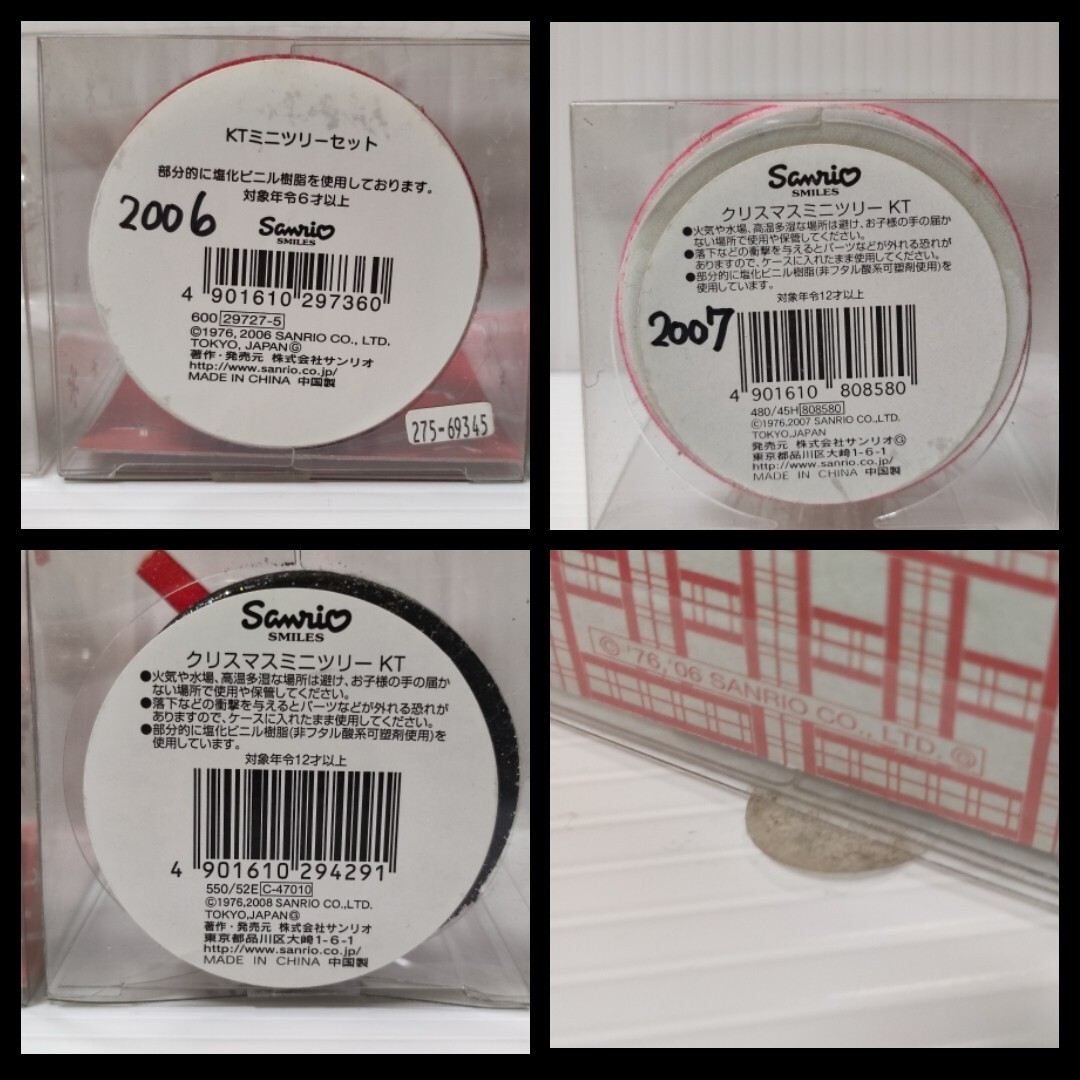 KTミニツリーセット
部分的に塩化ビニル樹脂を使用しております。
対象年令6才以上
2006
Sanrio
SMILES
4 901610 297360
600 29727-5
©1976, 2006 SANRIO CO., LTD.
TOKYO, JAPAN Ⓖ
著作・発売元 株式会社サンリオ
http://www.sanrio.co.jp/
MADE IN CHINA 中国製
275-69345
Sanrio
SMILES
クリスマスミニツリー KT
●火気や水場、高温多湿な場所は避け、お子様の手の届か
ない場所で使用や保管してください。
●落下などの衝撃を与えるとパーツなどが外れる恐れが
ありますので、ケースに入れたまま使用してください。
●部分的に塩化ビニル樹脂(非フタル酸系可塑剤使用)を
使用しています。
対象年令12才以上
2007
4 901610 808580
480/45H 808580
©1976,2007 SANRIO CO.,LTD.
TOKYO,JAPAN
発売元 株式会社サンリオⒼ
東京都品川区大崎1-6-1
http://www.sanrio.co.jp/
MADE IN CHINA 中国製
Sanrio
SMILES
クリスマスミニツリー KT
●火気や水場、高温多湿な場所は避け、お子様の手の届か
ない場所で使用や保管してください。
●落下などの衝撃を与えるとパーツなどが外れる恐れが
ありますので、ケースに入れたまま使用してください。
●部分的に塩化ビニル樹脂(非フタル酸系可塑剤使用)を
使用しています。
対象年令12才以上
4 901610 294291
550/52E C-47010
©1976,2008 SANRIO CO.,LTD.
TOKYO,JAPANⒼ
著作・発売元 株式会社サンリオ
東京都品川区大崎1-6-1
http://www.sanrio.co.jp/
MADE IN CHINA 中国製
© '76, '06 SANRIO CO., LTD. Ⓖ